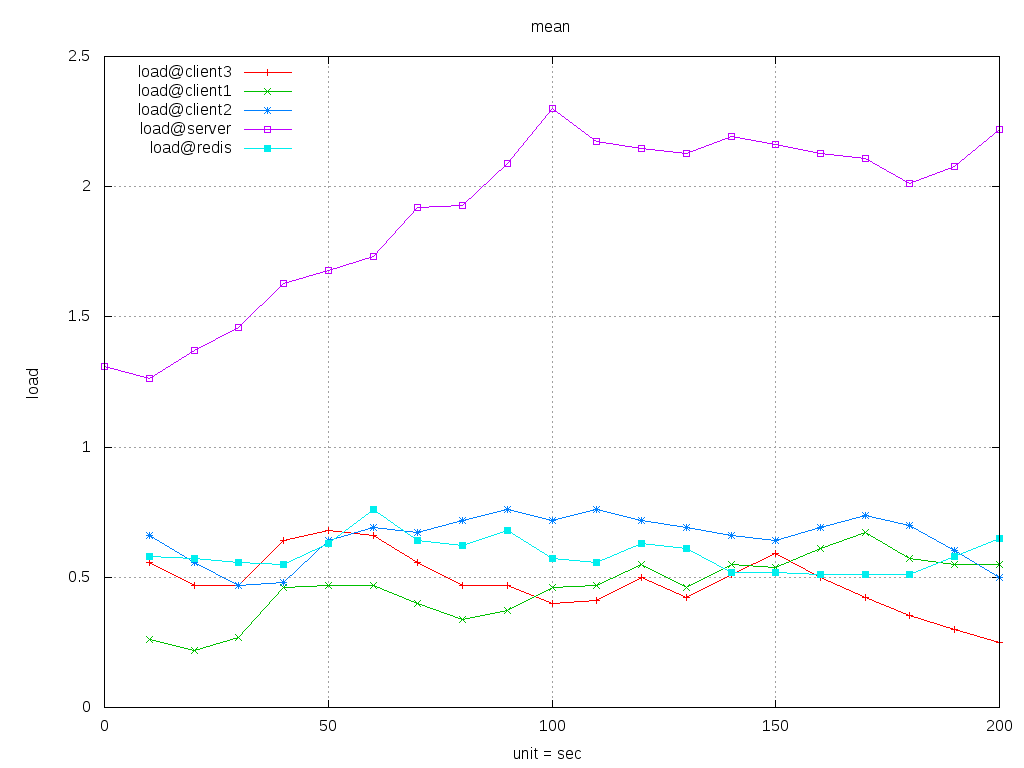 mean
2.5
load@client3
load@client1
load@client2
load@server
load@redis
2
1.5
load
1
0.5
0
0 50 100 150 200
unit = sec